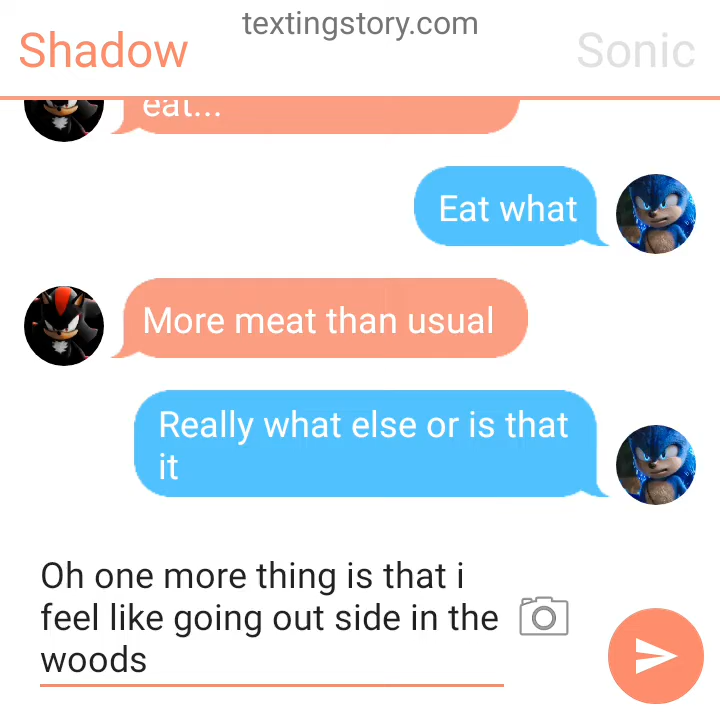 textingstory.com
Shadow
Sonic
eat...
Eat what
More meat than usual
Really what else or is that
it
Oh one more thing is that i
feel like going out side in the
woods